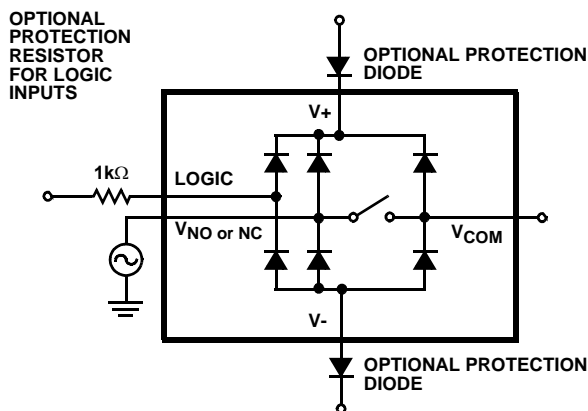 OPTIONAL
PROTECTION
RESISTOR
FOR LOGIC
INPUTS
OPTIONAL PROTECTION
DIODE
V+
1kΩ
LOGIC
VNO or NC
VCOM
V-
OPTIONAL PROTECTION
DIODE